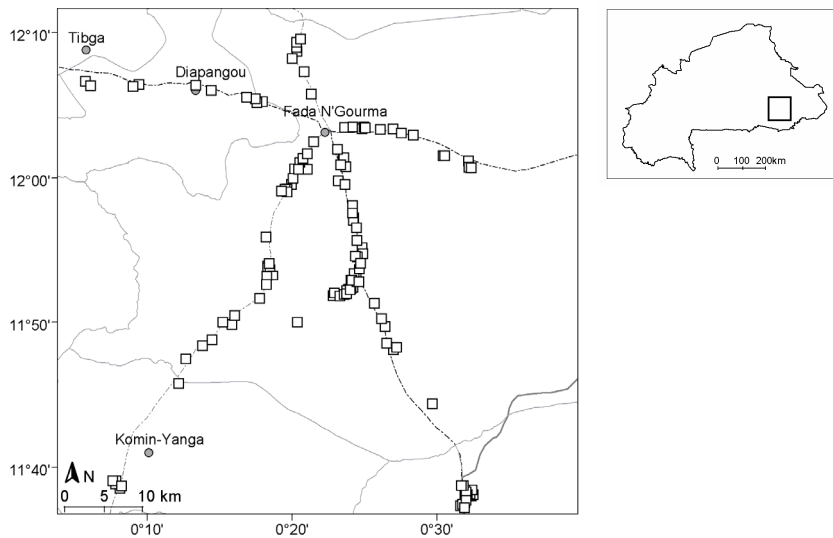 12°10'
Tibga
Diapangou
Fada N'Gourma
0 100 200km
12°00'
11°50'
Komin-Yanga
11°40'
N
0 5 10 km
0°10' 0°20' 0°30'